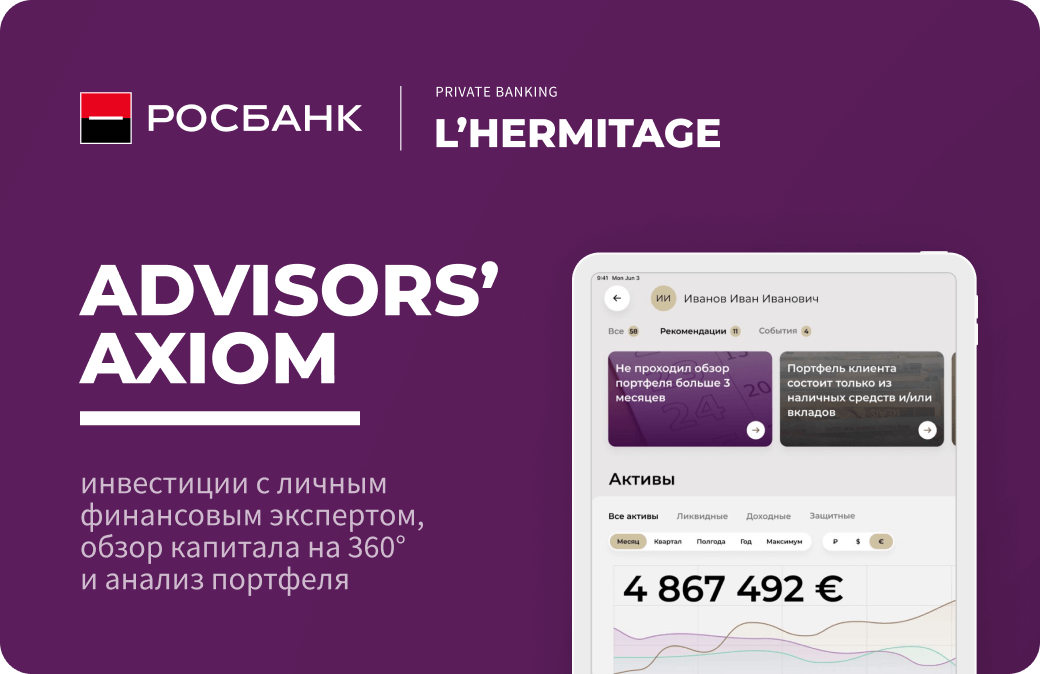 РОСБАНК
PRIVATE BANKING
L’HERMITAGE
ADVISORS’
AXIOM
инвестиции с личным
финансовым экспертом,
обзор капитала на 360°
и анализ портфеля
9:41 Mon Jun 3
ИИ Иванов Иван Иванович
Все 58 Рекомендации 11 События 4
Не проходил обзор
портфеля больше 3
месяцев
Портфель клиента
состоит только из
наличных средств и/или
вкладов
Активы
Все активы Ликвидные Доходные Защитные
Месяц Квартал Полгода Год Максимум ₽ $ €
4 867 492 €